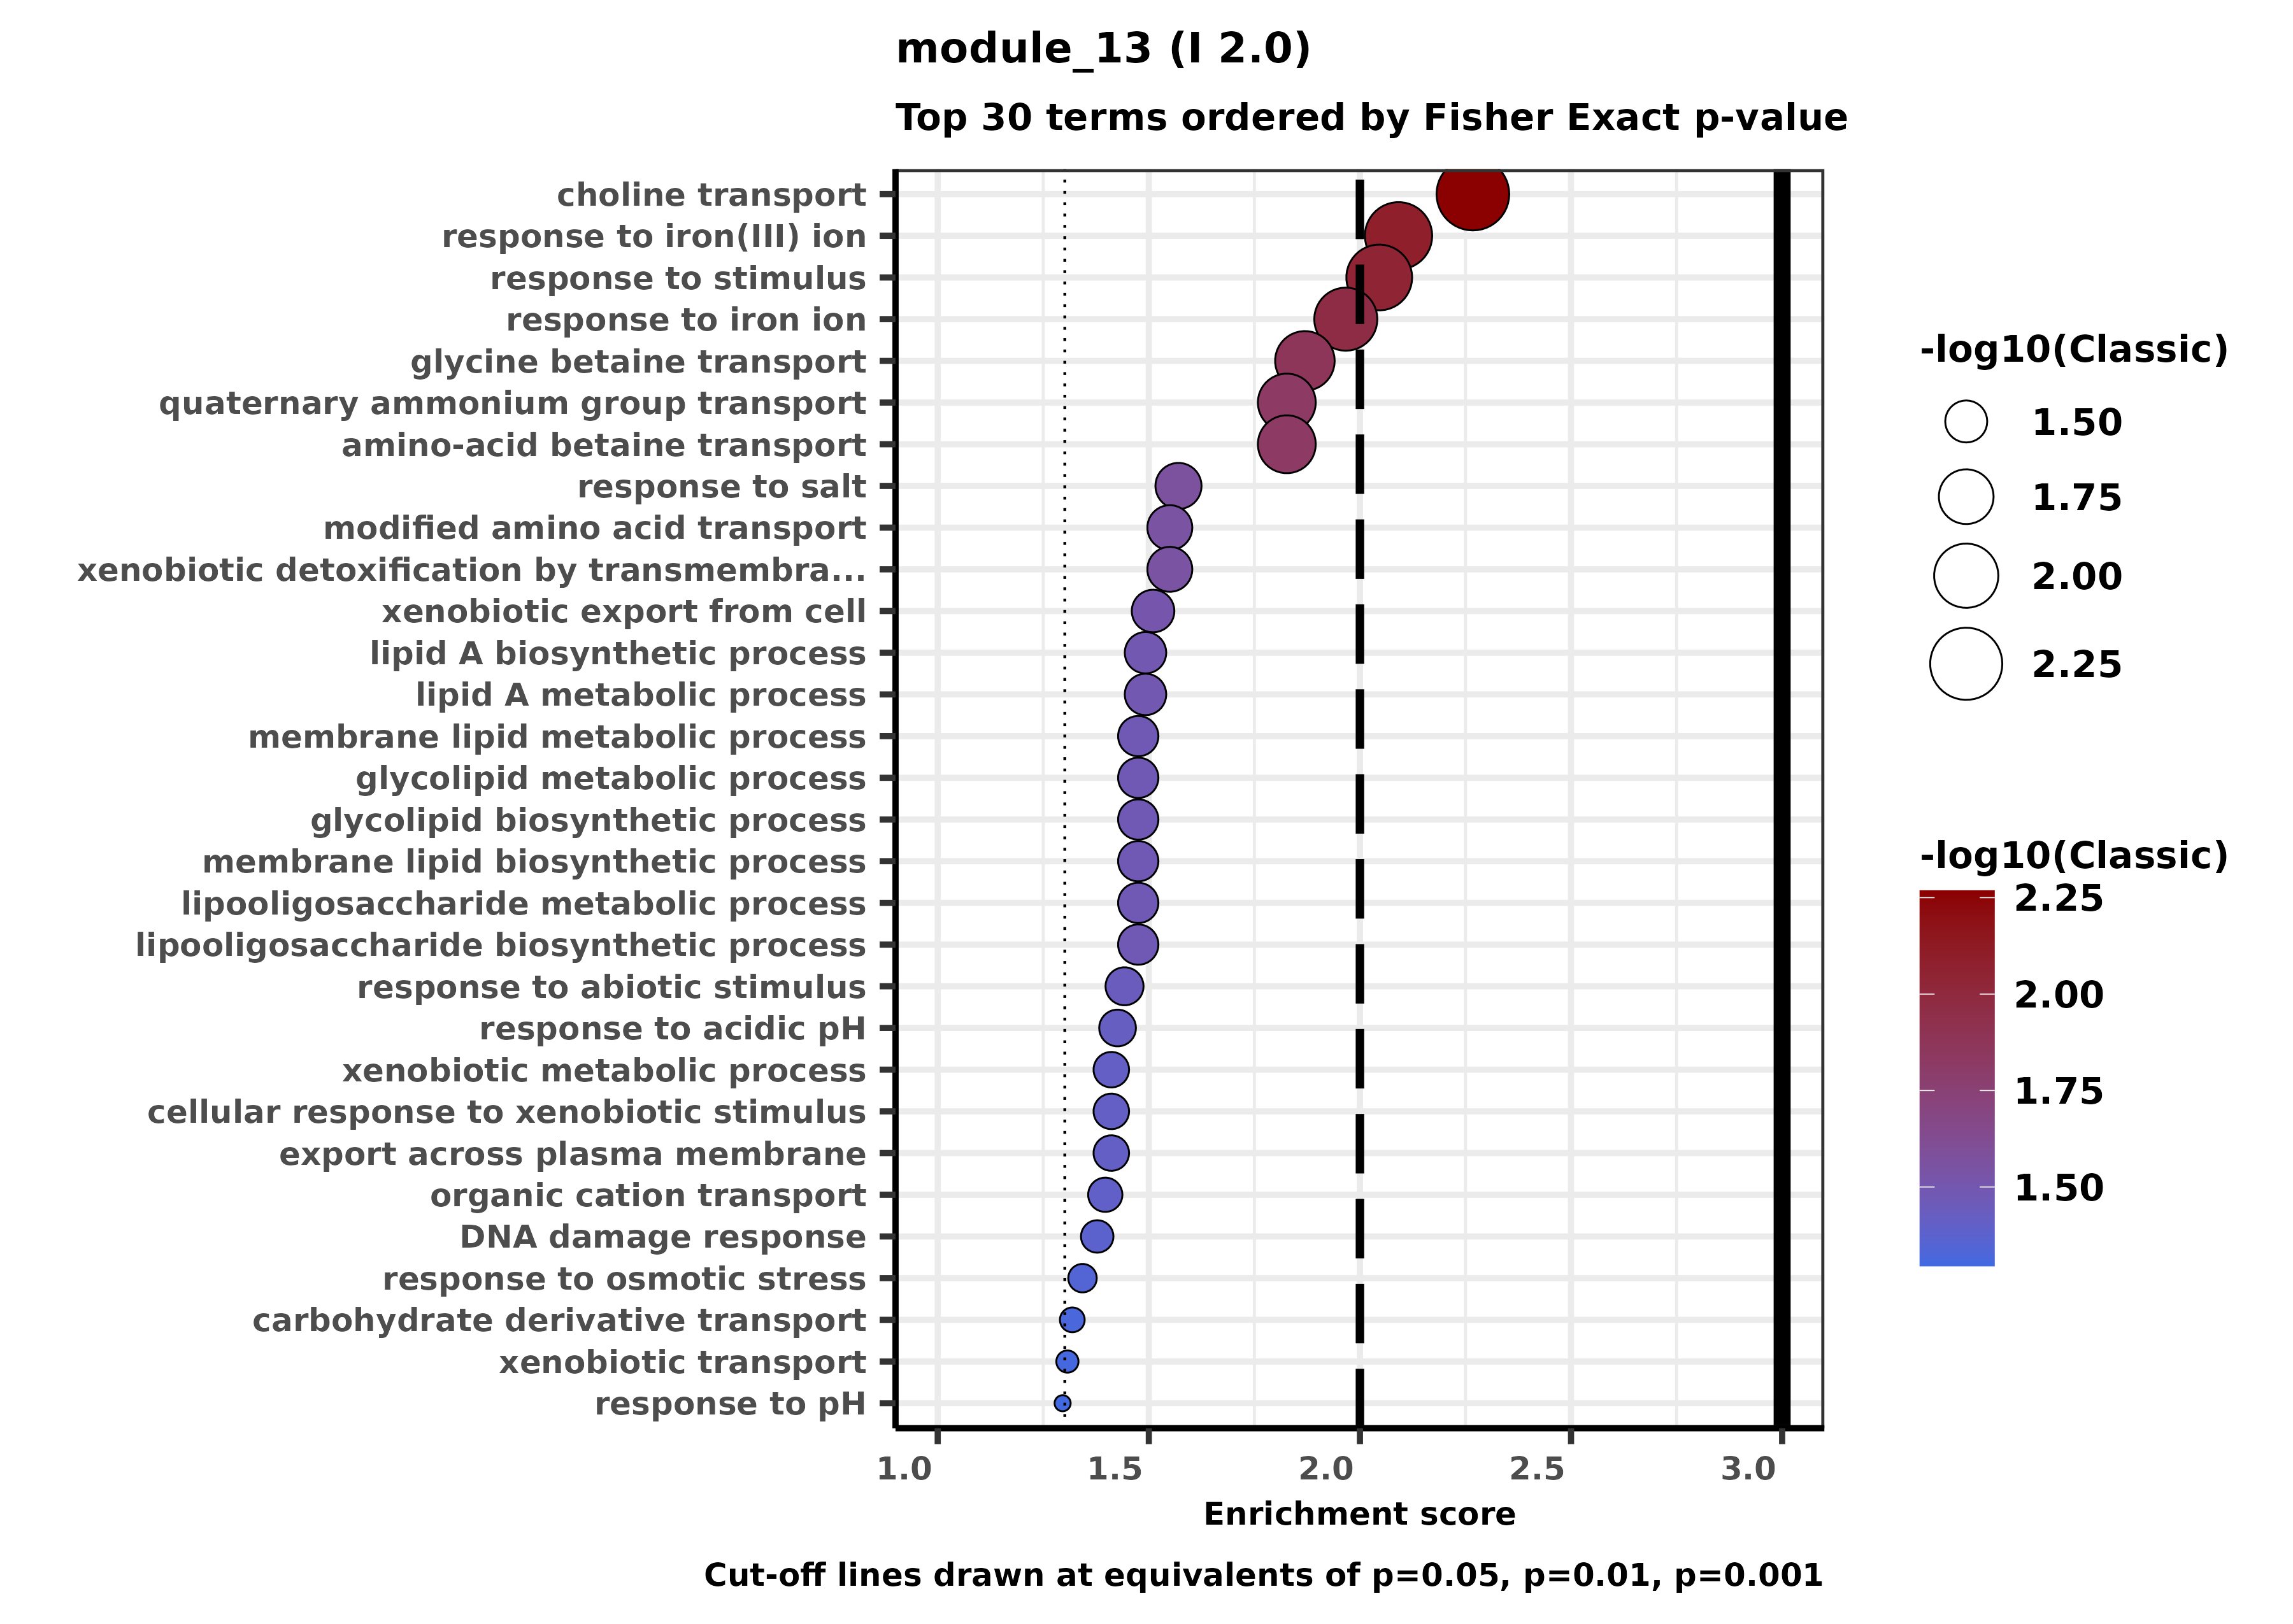 module_13 (I 2.0)
Top 30 terms ordered by Fisher Exact p-value
choline transport
response to iron(III) ion
response to stimulus
response to iron ion
glycine betaine transport
quaternary ammonium group transport
amino-acid betaine transport
response to salt
modified amino acid transport
xenobiotic detoxification by transmembra...
xenobiotic export from cell
lipid A biosynthetic process
lipid A metabolic process
membrane lipid metabolic process
glycolipid metabolic process
glycolipid biosynthetic process
membrane lipid biosynthetic process
lipooligosaccharide metabolic process
lipooligosaccharide biosynthetic process
response to abiotic stimulus
response to acidic pH
xenobiotic metabolic process
cellular response to xenobiotic stimulus
export across plasma membrane
organic cation transport
DNA damage response
response to osmotic stress
carbohydrate derivative transport
xenobiotic transport
response to pH
1.0 1.5 2.0 2.5 3.0
Enrichment score
Cut-off lines drawn at equivalents of p=0.05, p=0.01, p=0.001
-log10(Classic)
1.50
1.75
2.00
2.25
-log10(Classic)
2.25
2.00
1.75
1.50